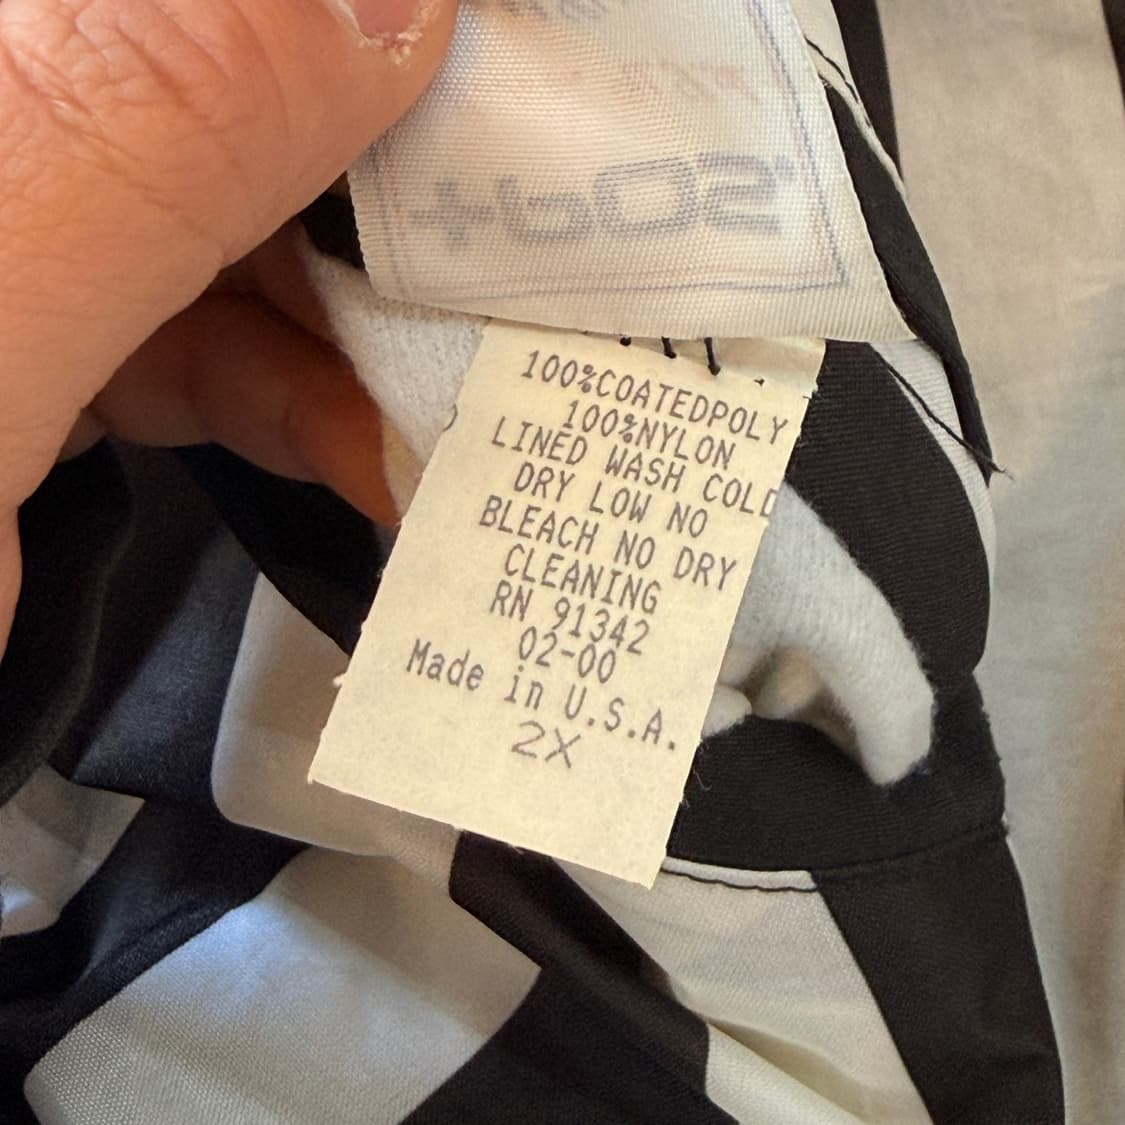 100%COATEDPOLY
100%NYLON
LINED WASH COLD
DRY LOW NO
BLEACH NO DRY
CLEANING
RN 91342
02-00
Made in U.S.A.
2X